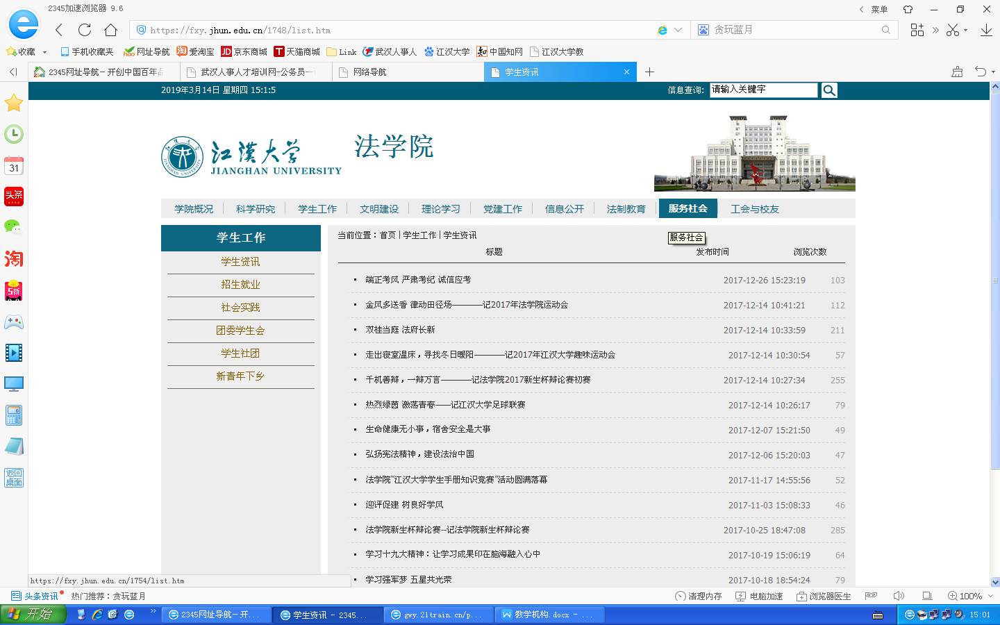 2345加速浏览器 9.6
菜单
https://fxy.jhun.edu.cn/1748/list.htm
贪玩蓝月
收藏 手机收藏夹 网址导航 爱淘宝 京东商城 天猫商城 Link 武汉人事人 江汉大学 中国知网 江汉大学教
2345网址导航－开创中国百年品
武汉人事人才培训网-公务员--
网络导航
学生资讯
2019年3月14日 星期四 15:1:5
信息查询: 请输入关键字
江漢大学
JIANGHAN UNIVERSITY
法学院
学院概况 科学研究 学生工作 文明建设 理论学习 党建工作 信息公开 法制教育 服务社会 工会与校友
31
头条
淘
5折
返回
桌面
学生工作
学生资讯
招生就业
社会实践
团委学生会
学生社团
新青年下乡
当前位置：首页 | 学生工作 | 学生资讯
服务社会
标题 发布时间 浏览次数
端正考风 严肃考纪 诚信应考 2017-12-26 15:23:19 103
金风多送香 律动田径场————记2017年法学院运动会 2017-12-14 10:41:21 112
双桂当庭 法府长新 2017-12-14 10:33:59 211
走出寝室温床，寻找冬日暖阳————记2017年江汉大学趣味运动会 2017-12-14 10:30:54 57
千机善辩，一辩万言————记法学院2017新生杯辩论赛初赛 2017-12-14 10:27:34 255
热烈绿茵 激荡青春——记江汉大学足球联赛 2017-12-14 10:26:17 79
生命健康无小事，宿舍安全是大事 2017-12-07 15:21:50 49
弘扬宪法精神，建设法治中国 2017-12-06 15:20:03 47
法学院"江汉大学学生手册知识竞赛"活动圆满落幕 2017-11-17 14:55:56 52
迎评促建 树良好学风 2017-11-03 15:08:33 46
法学院新生杯辩论赛--记法学院新生杯辩论赛 2017-10-25 18:47:08 285
学习十九大精神：让学习成果印在脑海融入心中 2017-10-19 15:06:19 64
学习强军梦 五星共光荣 2017-10-18 18:54:24 79
https://fxy.jhun.edu.cn/1754/list.htm
头条资讯 热门推荐：贪玩蓝月
清理内存 电脑加速 浏览器医生 100%
开始
2345网址导航－开...
学生资讯 - 2345...
gwy.21train.cn/p...
教学机构.docx - ...
15:01